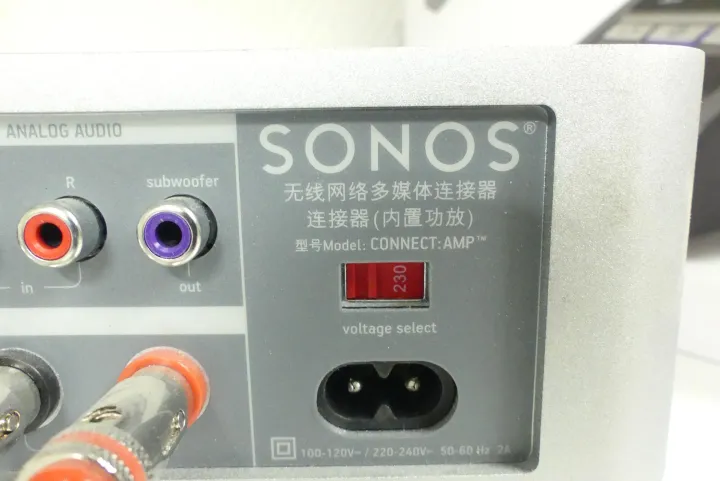 ANALOG AUDIO
R
subwoofer
in
out
SONOS®
无线网络多媒体连接器
连接器(内置功放)
型号Model: CONNECT:AMP™
230
voltage select
100-120V~ / 220-240V~ 50-60 Hz 2A